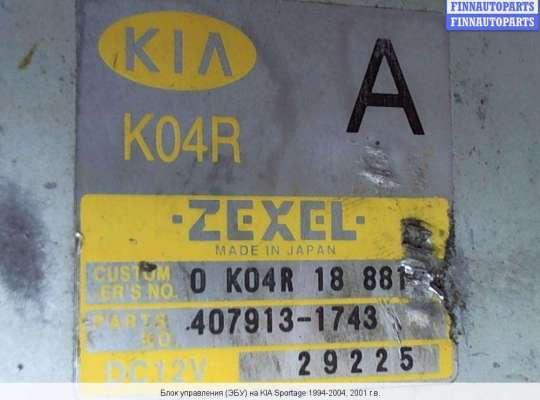 FINNAUTOPARTS
FINNAUTOPARTS
KIA
A
K04R
·ZEXEL·
MADE IN JAPAN
CUSTOM
ER'S NO. 0 K04R 18 881
PARTS
NO. 407913-1743
DC12V 29225
Блок управления (ЭБУ) на KIA Sportage 1994-2004, 2001 г.в.